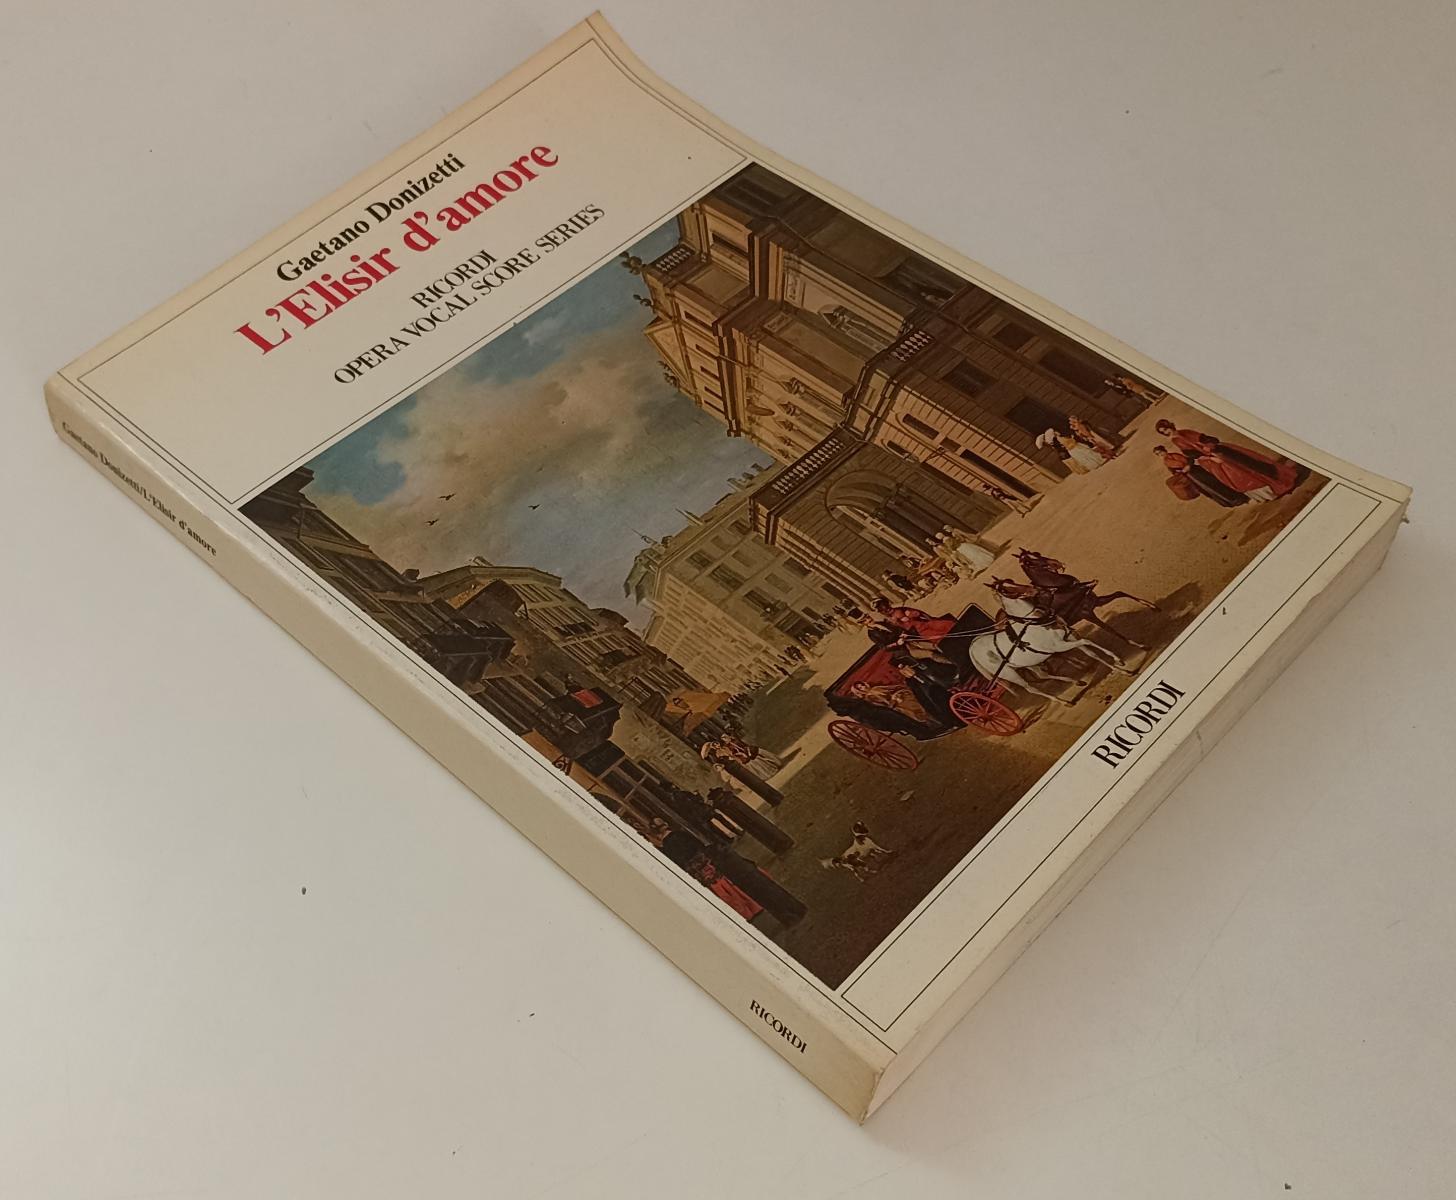 Gaetano Donizetti
L'Elisir d'amore
RICORDI
OPERA VOCAL SCORE SERIES
RICORDI
Gaetano Donizetti/L'Elisir d'amore
RICORDI